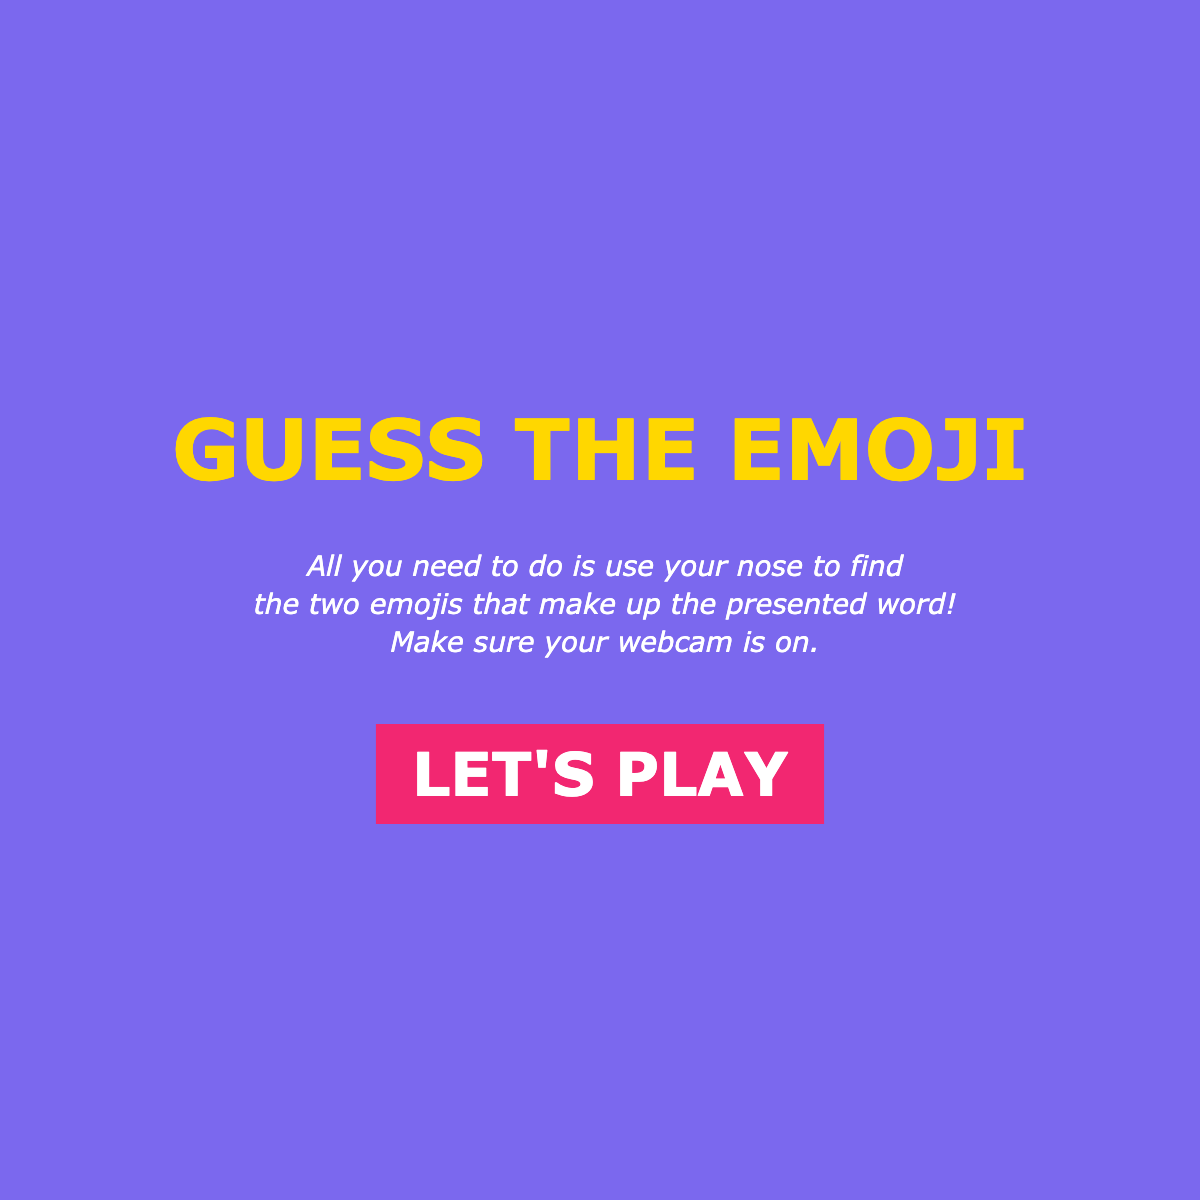 GUESS THE EMOJI
All you need to do is use your nose to find
the two emojis that make up the presented word!
Make sure your webcam is on.
LET'S PLAY